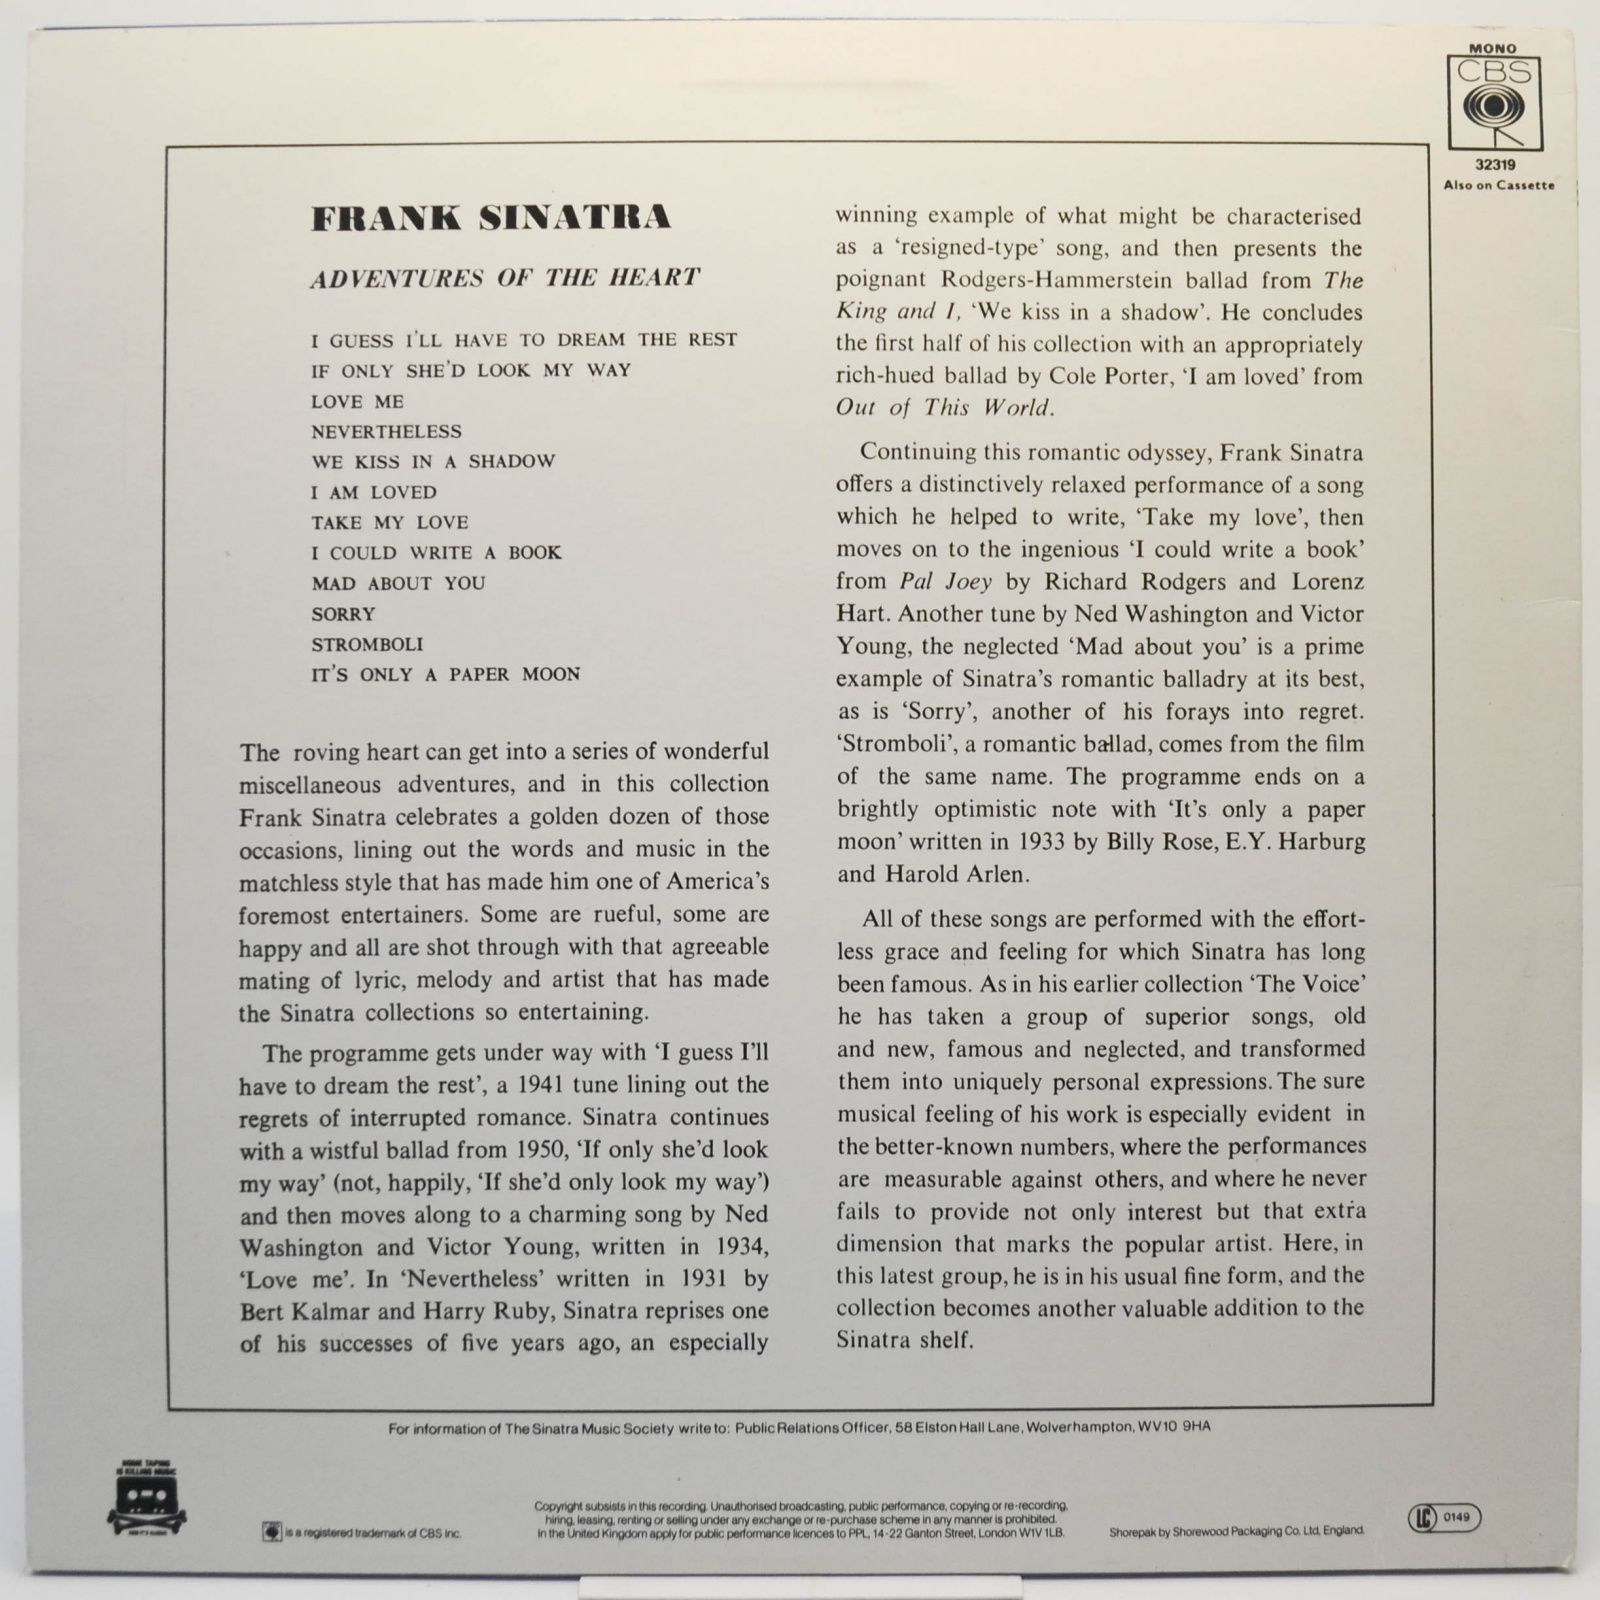 MONO
CBS
32319
Also on Cassette
FRANK SINATRA
ADVENTURES OF THE HEART
I GUESS I'LL HAVE TO DREAM THE REST
IF ONLY SHE'D LOOK MY WAY
LOVE ME
NEVERTHELESS
WE KISS IN A SHADOW
I AM LOVED
TAKE MY LOVE
I COULD WRITE A BOOK
MAD ABOUT YOU
SORRY
STROMBOLI
IT'S ONLY A PAPER MOON
The roving heart can get into a series of wonderful
miscellaneous adventures, and in this collection
Frank Sinatra celebrates a golden dozen of those
occasions, lining out the words and music in the
matchless style that has made him one of America's
foremost entertainers. Some are rueful, some are
happy and all are shot through with that agreeable
mating of lyric, melody and artist that has made
the Sinatra collections so entertaining.
The programme gets under way with ‘I guess I'll
have to dream the rest’, a 1941 tune lining out the
regrets of interrupted romance. Sinatra continues
with a wistful ballad from 1950, ‘If only she'd look
my way’ (not, happily, ‘If she'd only look my way’)
and then moves along to a charming song by Ned
Washington and Victor Young, written in 1934,
‘Love me’. In ‘Nevertheless’ written in 1931 by
Bert Kalmar and Harry Ruby, Sinatra reprises one
of his successes of five years ago, an especially
winning example of what might be characterised
as a ‘resigned-type’ song, and then presents the
poignant Rodgers-Hammerstein ballad from The
King and I, ‘We kiss in a shadow’. He concludes
the first half of his collection with an appropriately
rich-hued ballad by Cole Porter, ‘I am loved’ from
Out of This World.
Continuing this romantic odyssey, Frank Sinatra
offers a distinctively relaxed performance of a song
which he helped to write, ‘Take my love’, then
moves on to the ingenious ‘I could write a book’
from Pal Joey by Richard Rodgers and Lorenz
Hart. Another tune by Ned Washington and Victor
Young, the neglected ‘Mad about you’ is a prime
example of Sinatra's romantic balladry at its best,
as is ‘Sorry’, another of his forays into regret.
‘Stromboli’, a romantic ballad, comes from the film
of the same name. The programme ends on a
brightly optimistic note with ‘It's only a paper
moon’ written in 1933 by Billy Rose, E.Y. Harburg
and Harold Arlen.
All of these songs are performed with the effort-
less grace and feeling for which Sinatra has long
been famous. As in his earlier collection ‘The Voice’
he has taken a group of superior songs, old
and new, famous and neglected, and transformed
them into uniquely personal expressions. The sure
musical feeling of his work is especially evident in
the better-known numbers, where the performances
are measurable against others, and where he never
fails to provide not only interest but that extra
dimension that marks the popular artist. Here, in
this latest group, he is in his usual fine form, and the
collection becomes another valuable addition to the
Sinatra shelf.
For information of The Sinatra Music Society write to: Public Relations Officer, 58 Elston Hall Lane, Wolverhampton, WV10 9HA
HOME TAPING
IS KILLING MUSIC
is a registered trademark of CBS Inc.
Copyright subsists in this recording. Unauthorised broadcasting, public performance, copying or re-recording,
hiring, leasing, renting or selling under any exchange or re-purchase scheme in any manner is prohibited.
In the United Kingdom apply for public performance licences to PPL, 14-22 Ganton Street, London W1V 1LB.
Shorepak by Shorewood Packaging Co. Ltd, England.
LC 0149